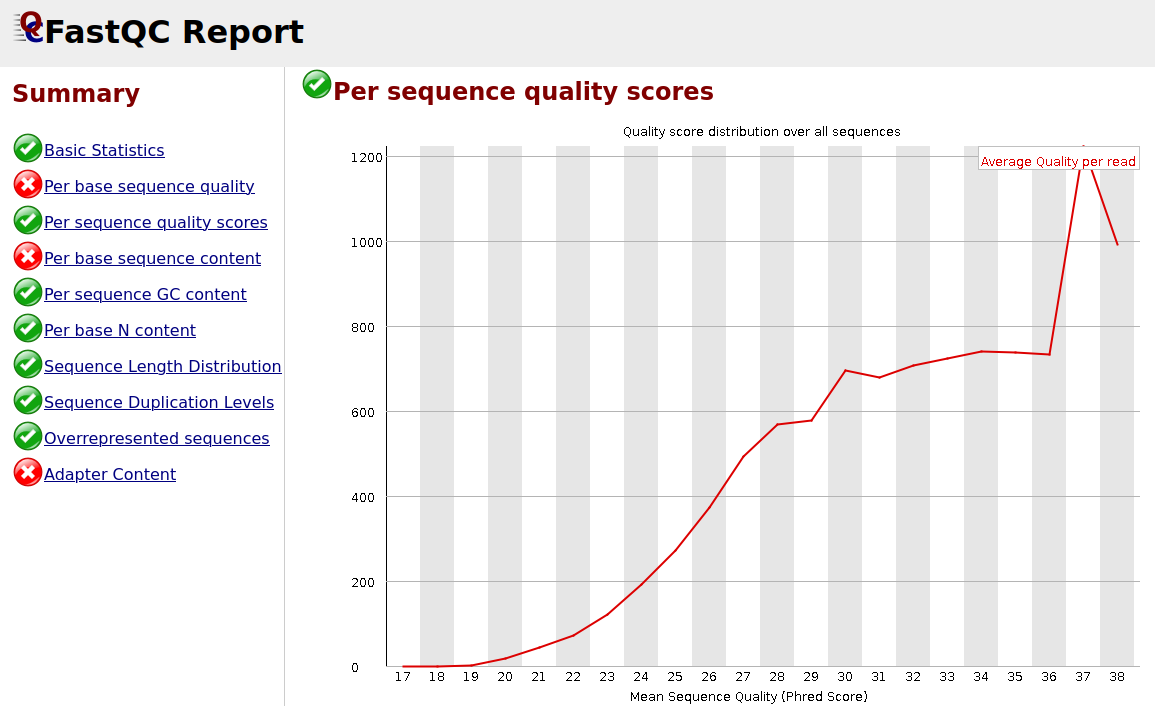 FastQC Report
Summary
Basic Statistics
Per base sequence quality
Per sequence quality scores
Per base sequence content
Per sequence GC content
Per base N content
Sequence Length Distribution
Sequence Duplication Levels
Overrepresented sequences
Adapter Content
Per sequence quality scores
Quality score distribution over all sequences
Average Quality per read
1200
1000
800
600
400
200
0
17 18 19 20 21 22 23 24 25 26 27 28 29 30 31 32 33 34 35 36 37 38
Mean Sequence Quality (Phred Score)